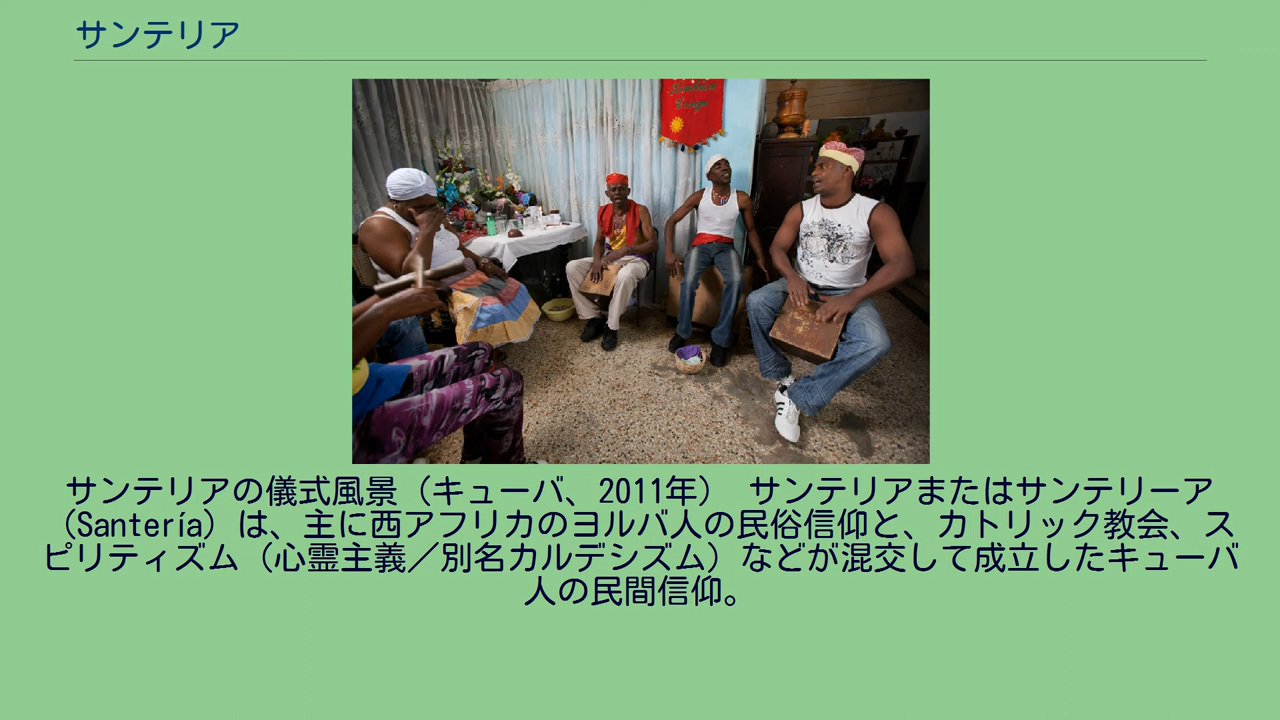 サンテリア
サンテリアの儀式風景（キューバ、2011年） サンテリアまたはサンテリーア
（Santería）は、主に西アフリカのヨルバ人の民俗信仰と、カトリック教会、ス
ピリティズム（心霊主義／別名カルデシズム）などが混交して成立したキューバ
人の民間信仰。